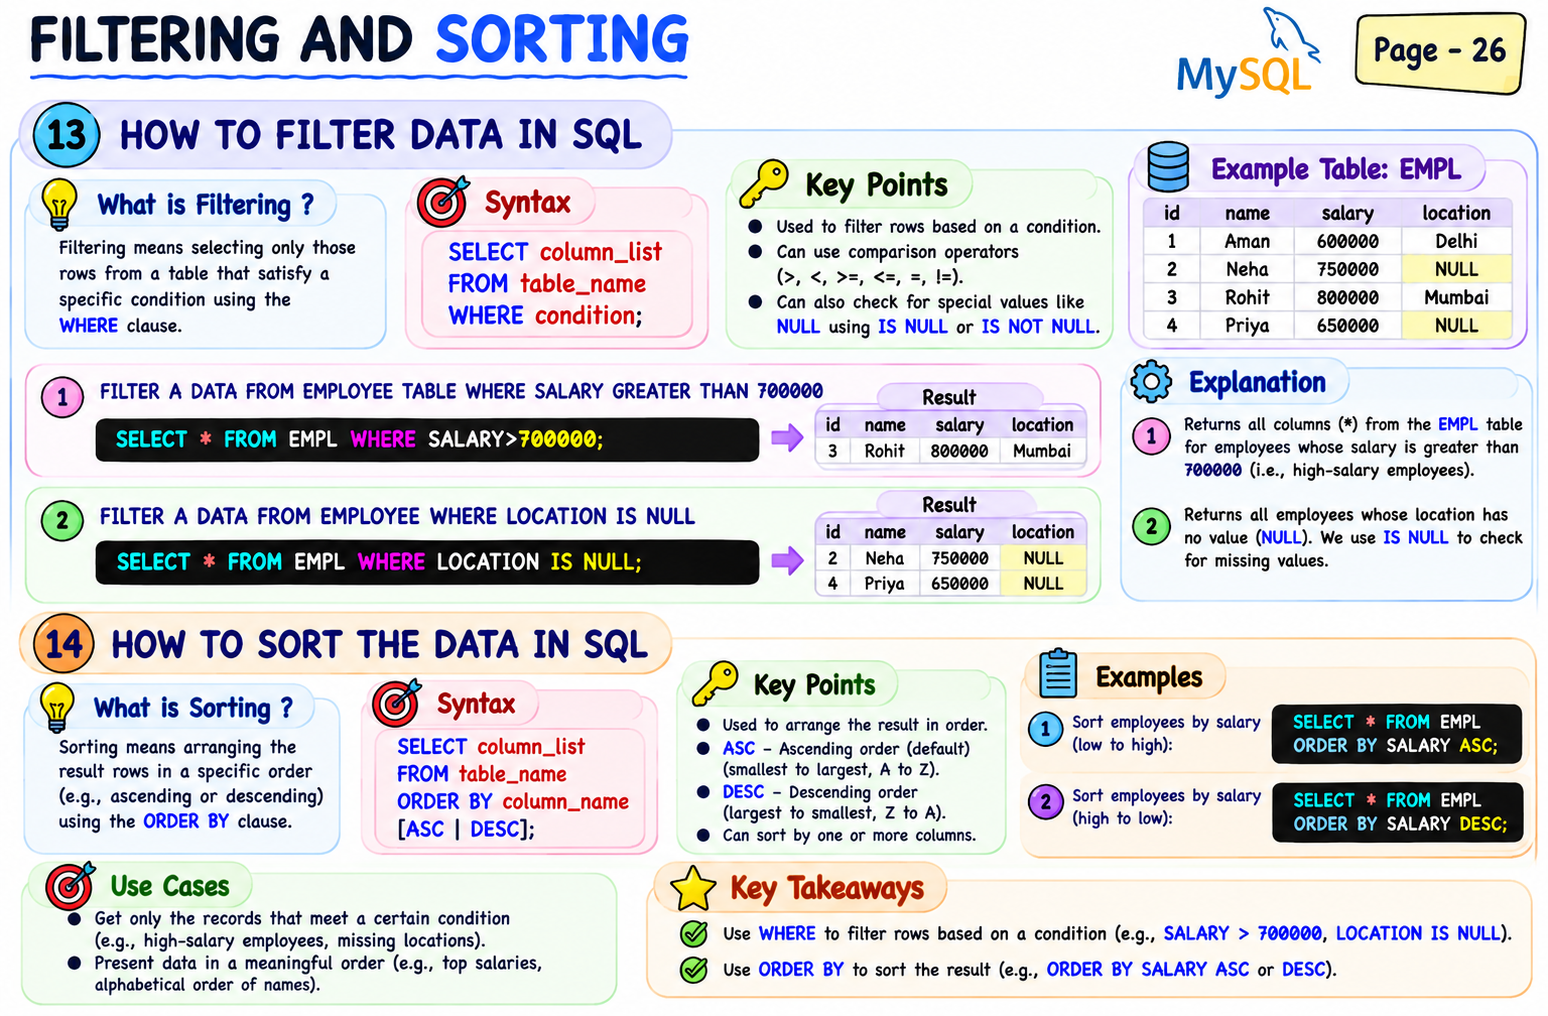 FILTERING AND SORTING
MySQL
Page - 26
13 HOW TO FILTER DATA IN SQL
What is Filtering ?
Filtering means selecting only those
rows from a table that satisfy a
specific condition using the
WHERE clause.
Syntax
SELECT column_list
FROM table_name
WHERE condition;
Key Points
● Used to filter rows based on a condition.
● Can use comparison operators
(>, <, >=, <=, =, !=).
● Can also check for special values like
NULL using IS NULL or IS NOT NULL.
Example Table: EMPL
id name salary location
1 Aman 600000 Delhi
2 Neha 750000 NULL
3 Rohit 800000 Mumbai
4 Priya 650000 NULL
1 FILTER A DATA FROM EMPLOYEE TABLE WHERE SALARY GREATER THAN 700000
SELECT * FROM EMPL WHERE SALARY>700000;
Result
id name salary location
3 Rohit 800000 Mumbai
2 FILTER A DATA FROM EMPLOYEE WHERE LOCATION IS NULL
SELECT * FROM EMPL WHERE LOCATION IS NULL;
Result
id name salary location
2 Neha 750000 NULL
4 Priya 650000 NULL
Explanation
1 Returns all columns (*) from the EMPL table
for employees whose salary is greater than
700000 (i.e., high-salary employees).
2 Returns all employees whose location has
no value (NULL). We use IS NULL to check
for missing values.
14 HOW TO SORT THE DATA IN SQL
What is Sorting ?
Sorting means arranging the
result rows in a specific order
(e.g., ascending or descending)
using the ORDER BY clause.
Syntax
SELECT column_list
FROM table_name
ORDER BY column_name
[ASC | DESC];
Key Points
● Used to arrange the result in order.
● ASC – Ascending order (default)
(smallest to largest, A to Z).
● DESC – Descending order
(largest to smallest, Z to A).
● Can sort by one or more columns.
Examples
1 Sort employees by salary
(low to high):
SELECT * FROM EMPL
ORDER BY SALARY ASC;
2 Sort employees by salary
(high to low):
SELECT * FROM EMPL
ORDER BY SALARY DESC;
Use Cases
● Get only the records that meet a certain condition
(e.g., high-salary employees, missing locations).
● Present data in a meaningful order (e.g., top salaries,
alphabetical order of names).
Key Takeaways
Use WHERE to filter rows based on a condition (e.g., SALARY > 700000, LOCATION IS NULL).
Use ORDER BY to sort the result (e.g., ORDER BY SALARY ASC or DESC).